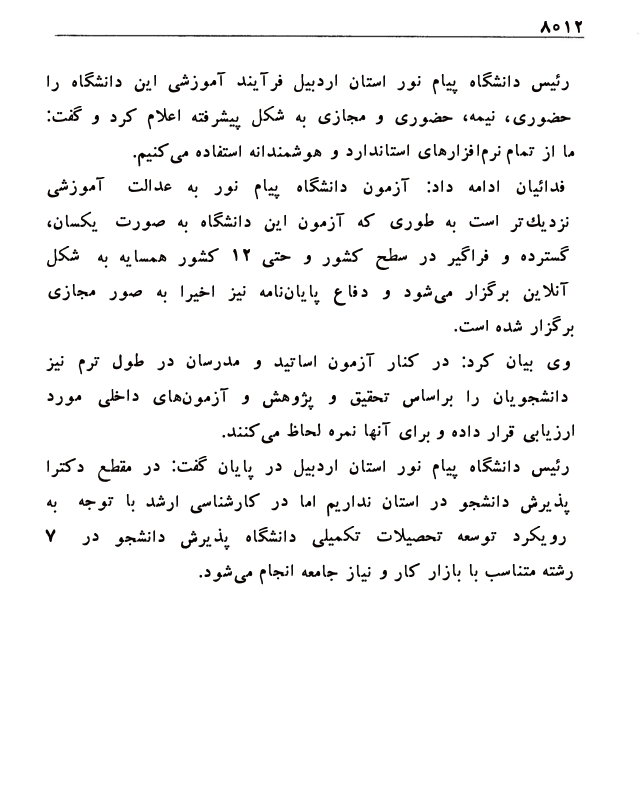 ۸۰۱۲
رئیس دانشگاه پیام نور استان اردبیل فرآیند آموزشی این دانشگاه را
حضوری، نیمه، حضوری و مجازی به شکل پیشرفته اعلام کرد و گفت:
ما از تمام نرم‌افزارهای استاندارد و هوشمندانه استفاده می‌کنیم.
فدائیان ادامه داد: آزمون دانشگاه پیام نور به عدالت آموزشی
نزدیك‌تر است به طوری که آزمون این دانشگاه به صورت یکسان،
گسترده و فراگیر در سطح کشور و حتی ۱۲ کشور همسایه به شکل
آنلاین برگزار می‌شود و دفاع پایان‌نامه نیز اخیرا به صور مجازی
برگزار شده است.
وی بیان کرد: در کنار آزمون اساتید و مدرسان در طول ترم نیز
دانشجویان را براساس تحقیق و پژوهش و آزمون‌های داخلی مورد
ارزیابی قرار داده و برای آنها نمره لحاظ می‌کنند.
رئیس دانشگاه پیام نور استان اردبیل در پایان گفت: در مقطع دکترا
پذیرش دانشجو در استان نداریم اما در کارشناسی ارشد با توجه به
رویکرد توسعه تحصیلات تکمیلی دانشگاه پذیرش دانشجو در ۷
رشته متناسب با بازار کار و نیاز جامعه انجام می‌شود.